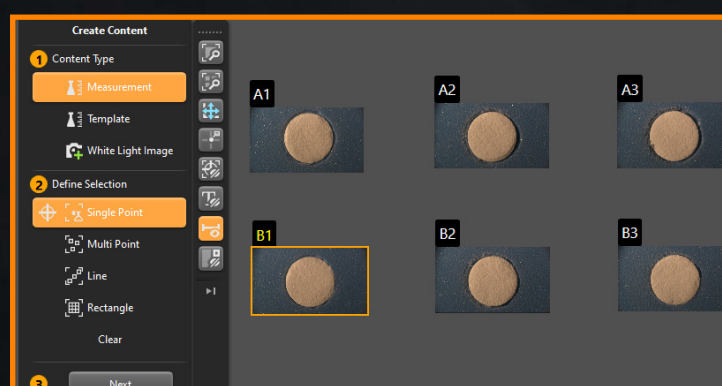 Create Content
1 Content Type
Measurement
Template
White Light Image
2 Define Selection
Single Point
Multi Point
Line
Rectangle
Clear
3 Next
A1 A2 A3
B1 B2 B3